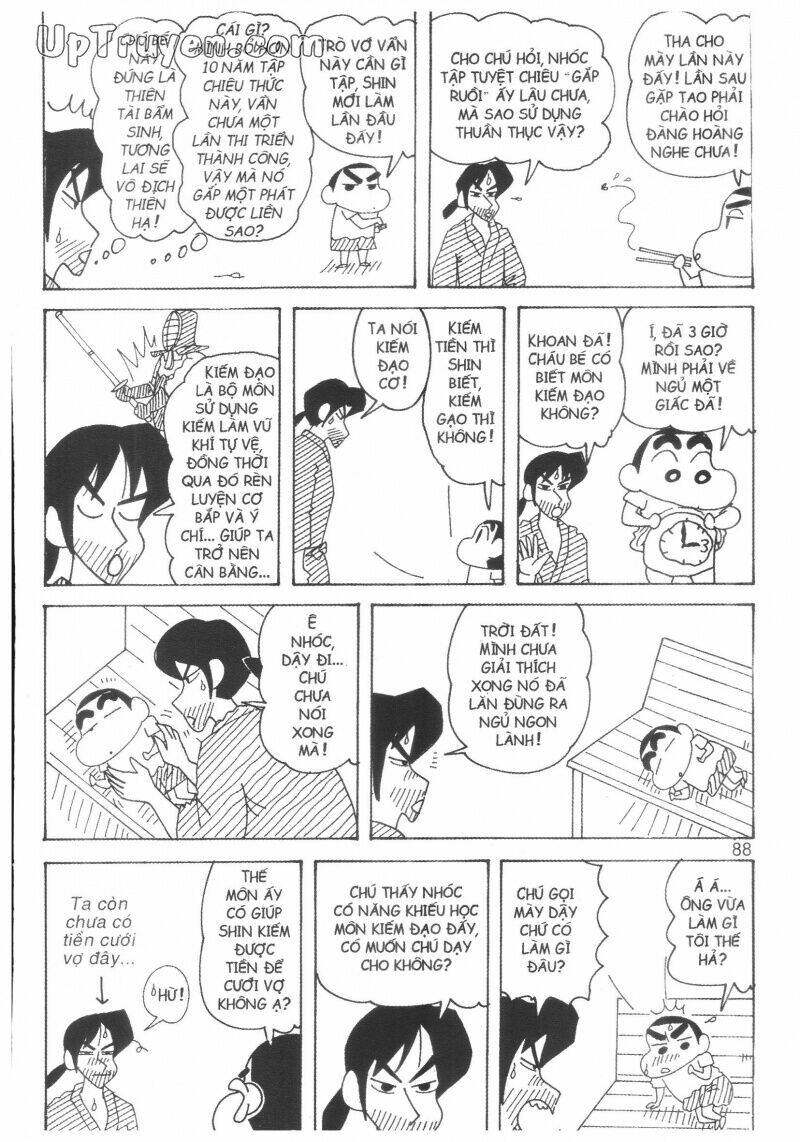 UpTruyen.com
THA CHO
MÀY LẦN NÀY
ĐẤY! LẦN SAU
GẶP TAO PHẢI
CHÀO HỎI
ĐÀNG HOÀNG
NGHE CHƯA!
CHO CHÚ HỎI, NHÓC
TẬP TUYỆT CHIÊU "GẮP
RUỒI" ẤY LÂU CHƯA,
MÀ SAO SỬ DỤNG
THUẦN THỤC VẬY?
TRÒ VỚ VẨN
NÀY CẦN GÌ
TẬP, SHIN
MỚI LÀM
LẦN ĐẦU
ĐẤY!
CÁI GÌ?
10 NĂM TẬP
CHIÊU THỨC
NÀY, VẪN
CHƯA MỘT
LẦN THI TRIỂN
THÀNH CÔNG,
VẬY MÀ NÓ
GẮP MỘT PHÁT
ĐƯỢC LIỀN
SAO?
BÉ
NÀY
ĐÚNG LÀ
THIÊN
TÀI BẨM
SINH,
TƯƠNG
LAI SẼ
VÔ ĐỊCH
THIÊN
HẠ!
Í, ĐÃ 3 GIỜ
RỒI SAO?
MÌNH PHẢI VỀ
NGỦ MỘT
GIẤC ĐÃ!
3
KHOAN ĐÃ!
CHÁU BÉ CÓ
BIẾT MÔN
KIẾM ĐẠO
KHÔNG?
KIẾM
TIỀN THÌ
SHIN
BIẾT,
KIẾM
GẠO THÌ
KHÔNG!
TA NÓI
KIẾM
ĐẠO
CƠ!
KIẾM ĐẠO
LÀ BỘ MÔN
SỬ DỤNG
KIẾM LÀM VŨ
KHÍ TỰ VỆ,
ĐỒNG THỜI
QUA ĐÓ RÈN
LUYỆN CƠ
BẮP VÀ Ý
CHÍ... GIÚP TA
TRỞ NÊN
CÂN BẰNG...
TRỜI ĐẤT!
MÌNH CHƯA
GIẢI THÍCH
XONG NÓ ĐÃ
LĂN ĐÙNG RA
NGỦ NGON
LÀNH!
Ê
NHÓC,
DẬY ĐI...
CHÚ
CHƯA
NÓI
XONG
MÀ!
88
Á Á...
ÔNG VỪA
LÀM GÌ
TÔI THẾ
HẢ?
CHÚ GỌI
MÀY DẬY
CHỨ CÓ
LÀM GÌ
ĐÂU?
CHÚ THẤY NHÓC
CÓ NĂNG KHIẾU HỌC
MÔN KIẾM ĐẠO ĐẤY,
CÓ MUỐN CHÚ DẠY
CHO KHÔNG?
THẾ
MÔN ẤY
CÓ GIÚP
SHIN KIẾM
ĐƯỢC
TIỀN ĐỂ
CƯỚI VỢ
KHÔNG Ạ?
HỪ!
Ta còn
chưa có
tiền cưới
vợ đây...